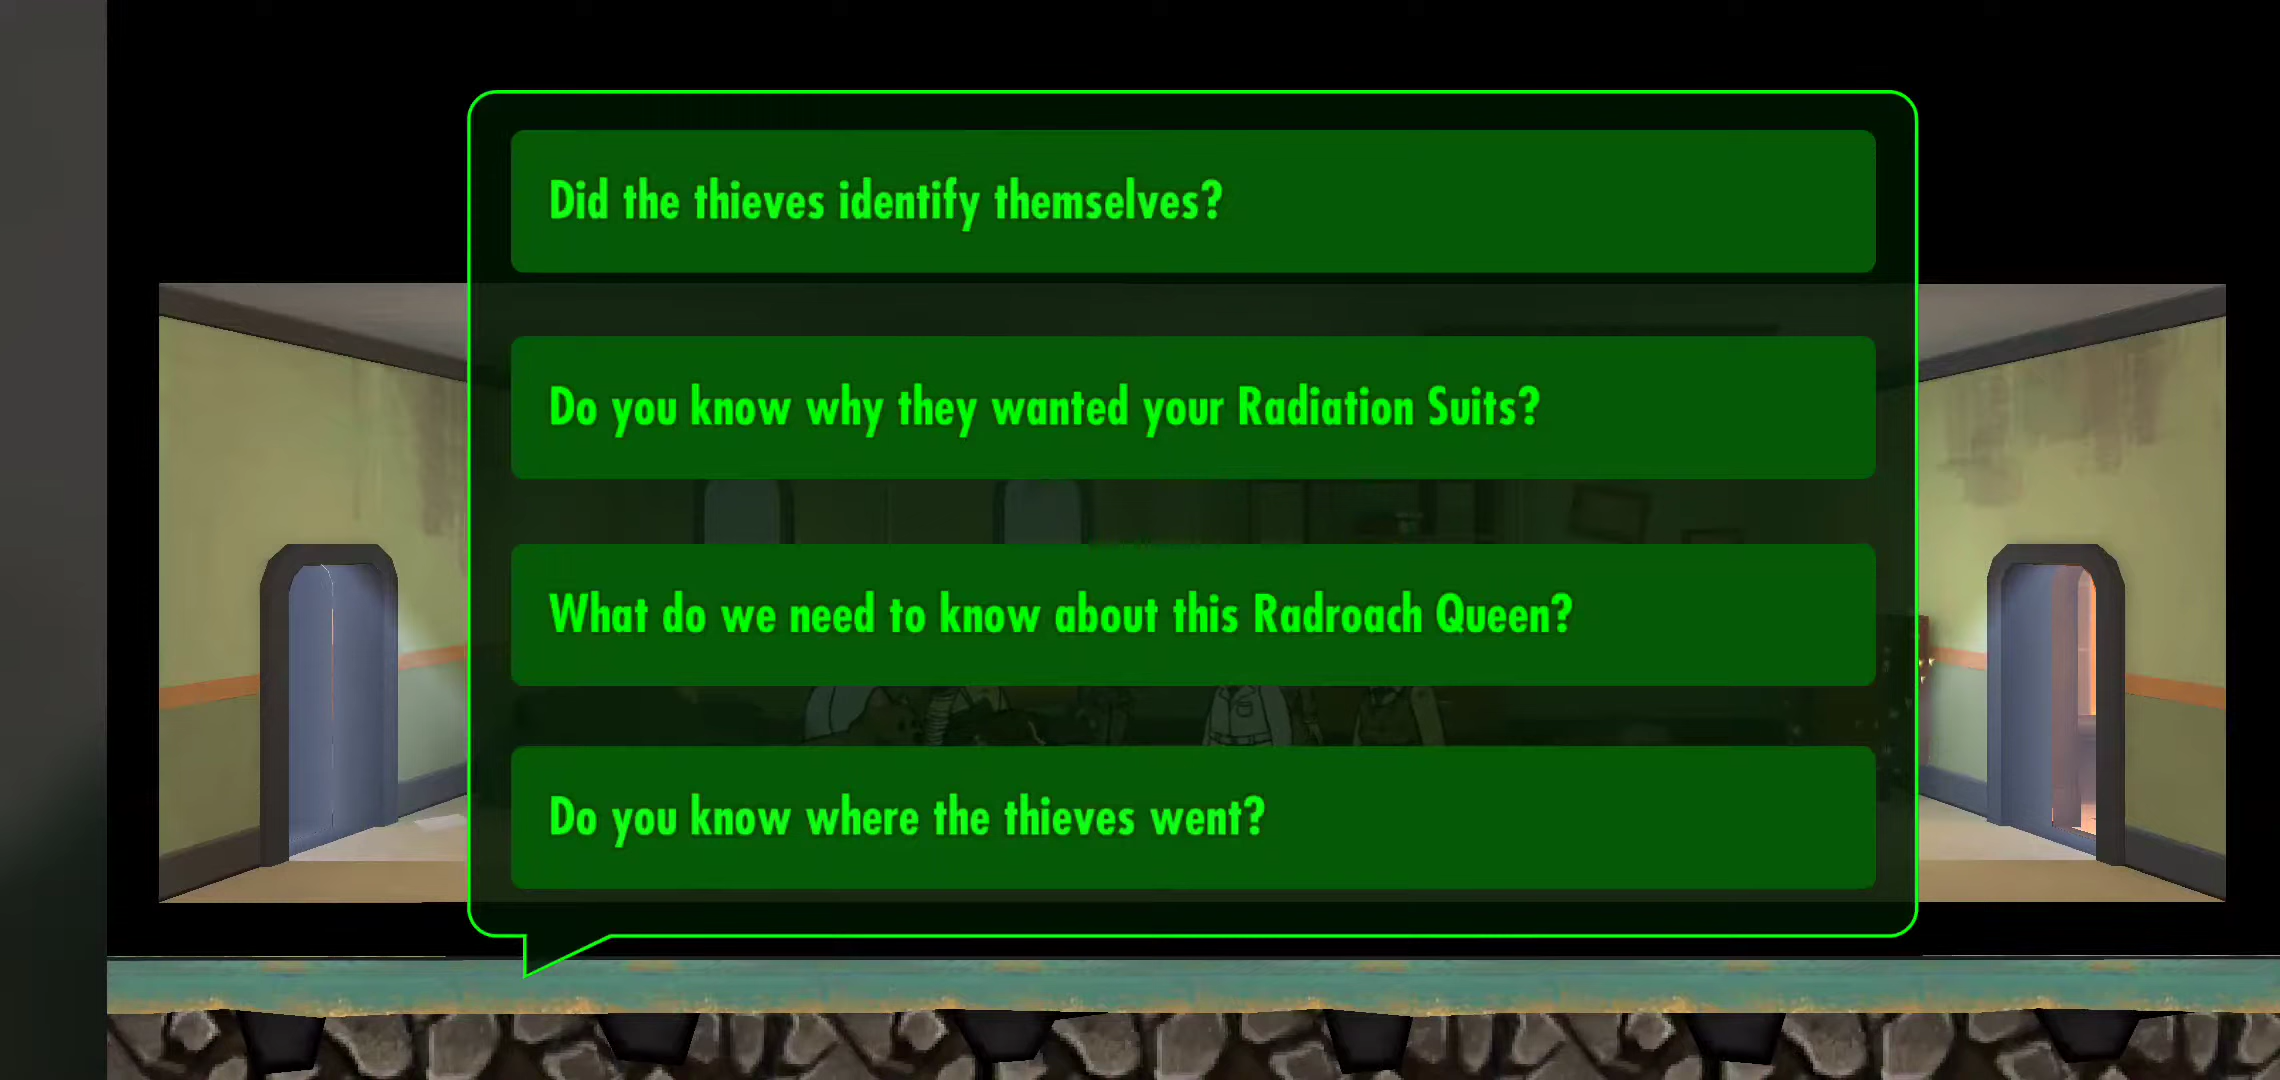 Did the thieves identify themselves?
Do you know why they wanted your Radiation Suits?
What do we need to know about this Radroach Queen?
Do you know where the thieves went?